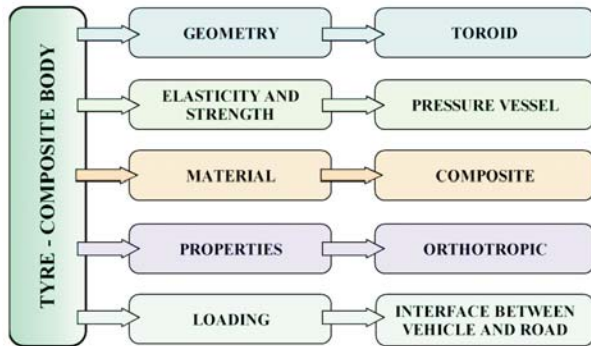 TYRE - COMPOSITE BODY
GEOMETRY
TOROID
ELASTICITY AND
STRENGTH
PRESSURE VESSEL
MATERIAL
COMPOSITE
PROPERTIES
ORTHOTROPIC
LOADING
INTERFACE BETWEEN
VEHICLE AND ROAD